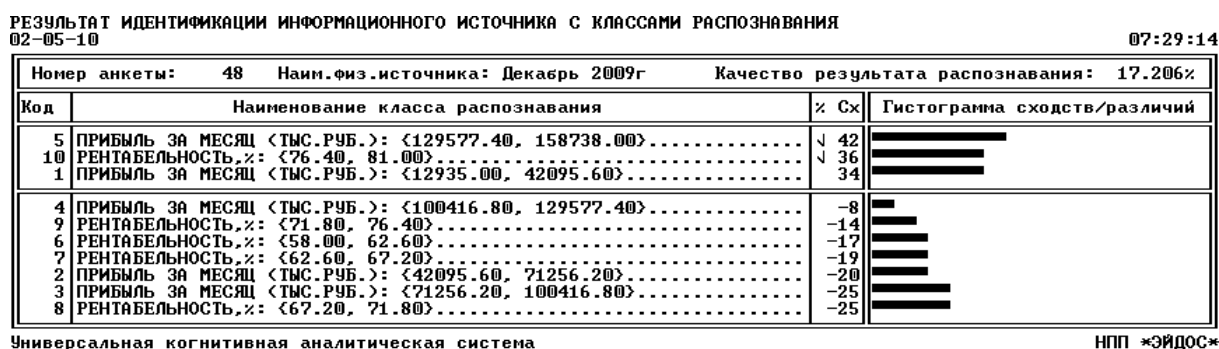 РЕЗУЛЬТАТ ИДЕНТИФИКАЦИИ ИНФОРМАЦИОННОГО ИСТОЧНИКА С КЛАССАМИ РАСПОЗНАВАНИЯ
02-05-10 07:29:14
Номер анкеты: 48 Наим.физ.источника: Декабрь 2009г Качество результата распознавания: 17.206%
Код Наименование класса распознавания % Сх Гистограмма сходств/различий
5 ПРИБЫЛЬ ЗА МЕСЯЦ (ТЫС.РУБ.): {129577.40, 158738.00}............... √ 42
10 РЕНТАБЕЛЬНОСТЬ,%: {76.40, 81.00}................................... √ 36
1 ПРИБЫЛЬ ЗА МЕСЯЦ (ТЫС.РУБ.): {12935.00, 42095.60}................. 34
4 ПРИБЫЛЬ ЗА МЕСЯЦ (ТЫС.РУБ.): {100416.80, 129577.40}............... -8
9 РЕНТАБЕЛЬНОСТЬ,%: {71.80, 76.40}................................... -14
6 РЕНТАБЕЛЬНОСТЬ,%: {58.00, 62.60}................................... -17
7 РЕНТАБЕЛЬНОСТЬ,%: {62.60, 67.20}................................... -19
2 ПРИБЫЛЬ ЗА МЕСЯЦ (ТЫС.РУБ.): {42095.60, 71256.20}................. -20
3 ПРИБЫЛЬ ЗА МЕСЯЦ (ТЫС.РУБ.): {71256.20, 100416.80}................ -25
8 РЕНТАБЕЛЬНОСТЬ,%: {67.20, 71.80}................................... -25
Универсальная когнитивная аналитическая система НПП *ЭЙДОС*